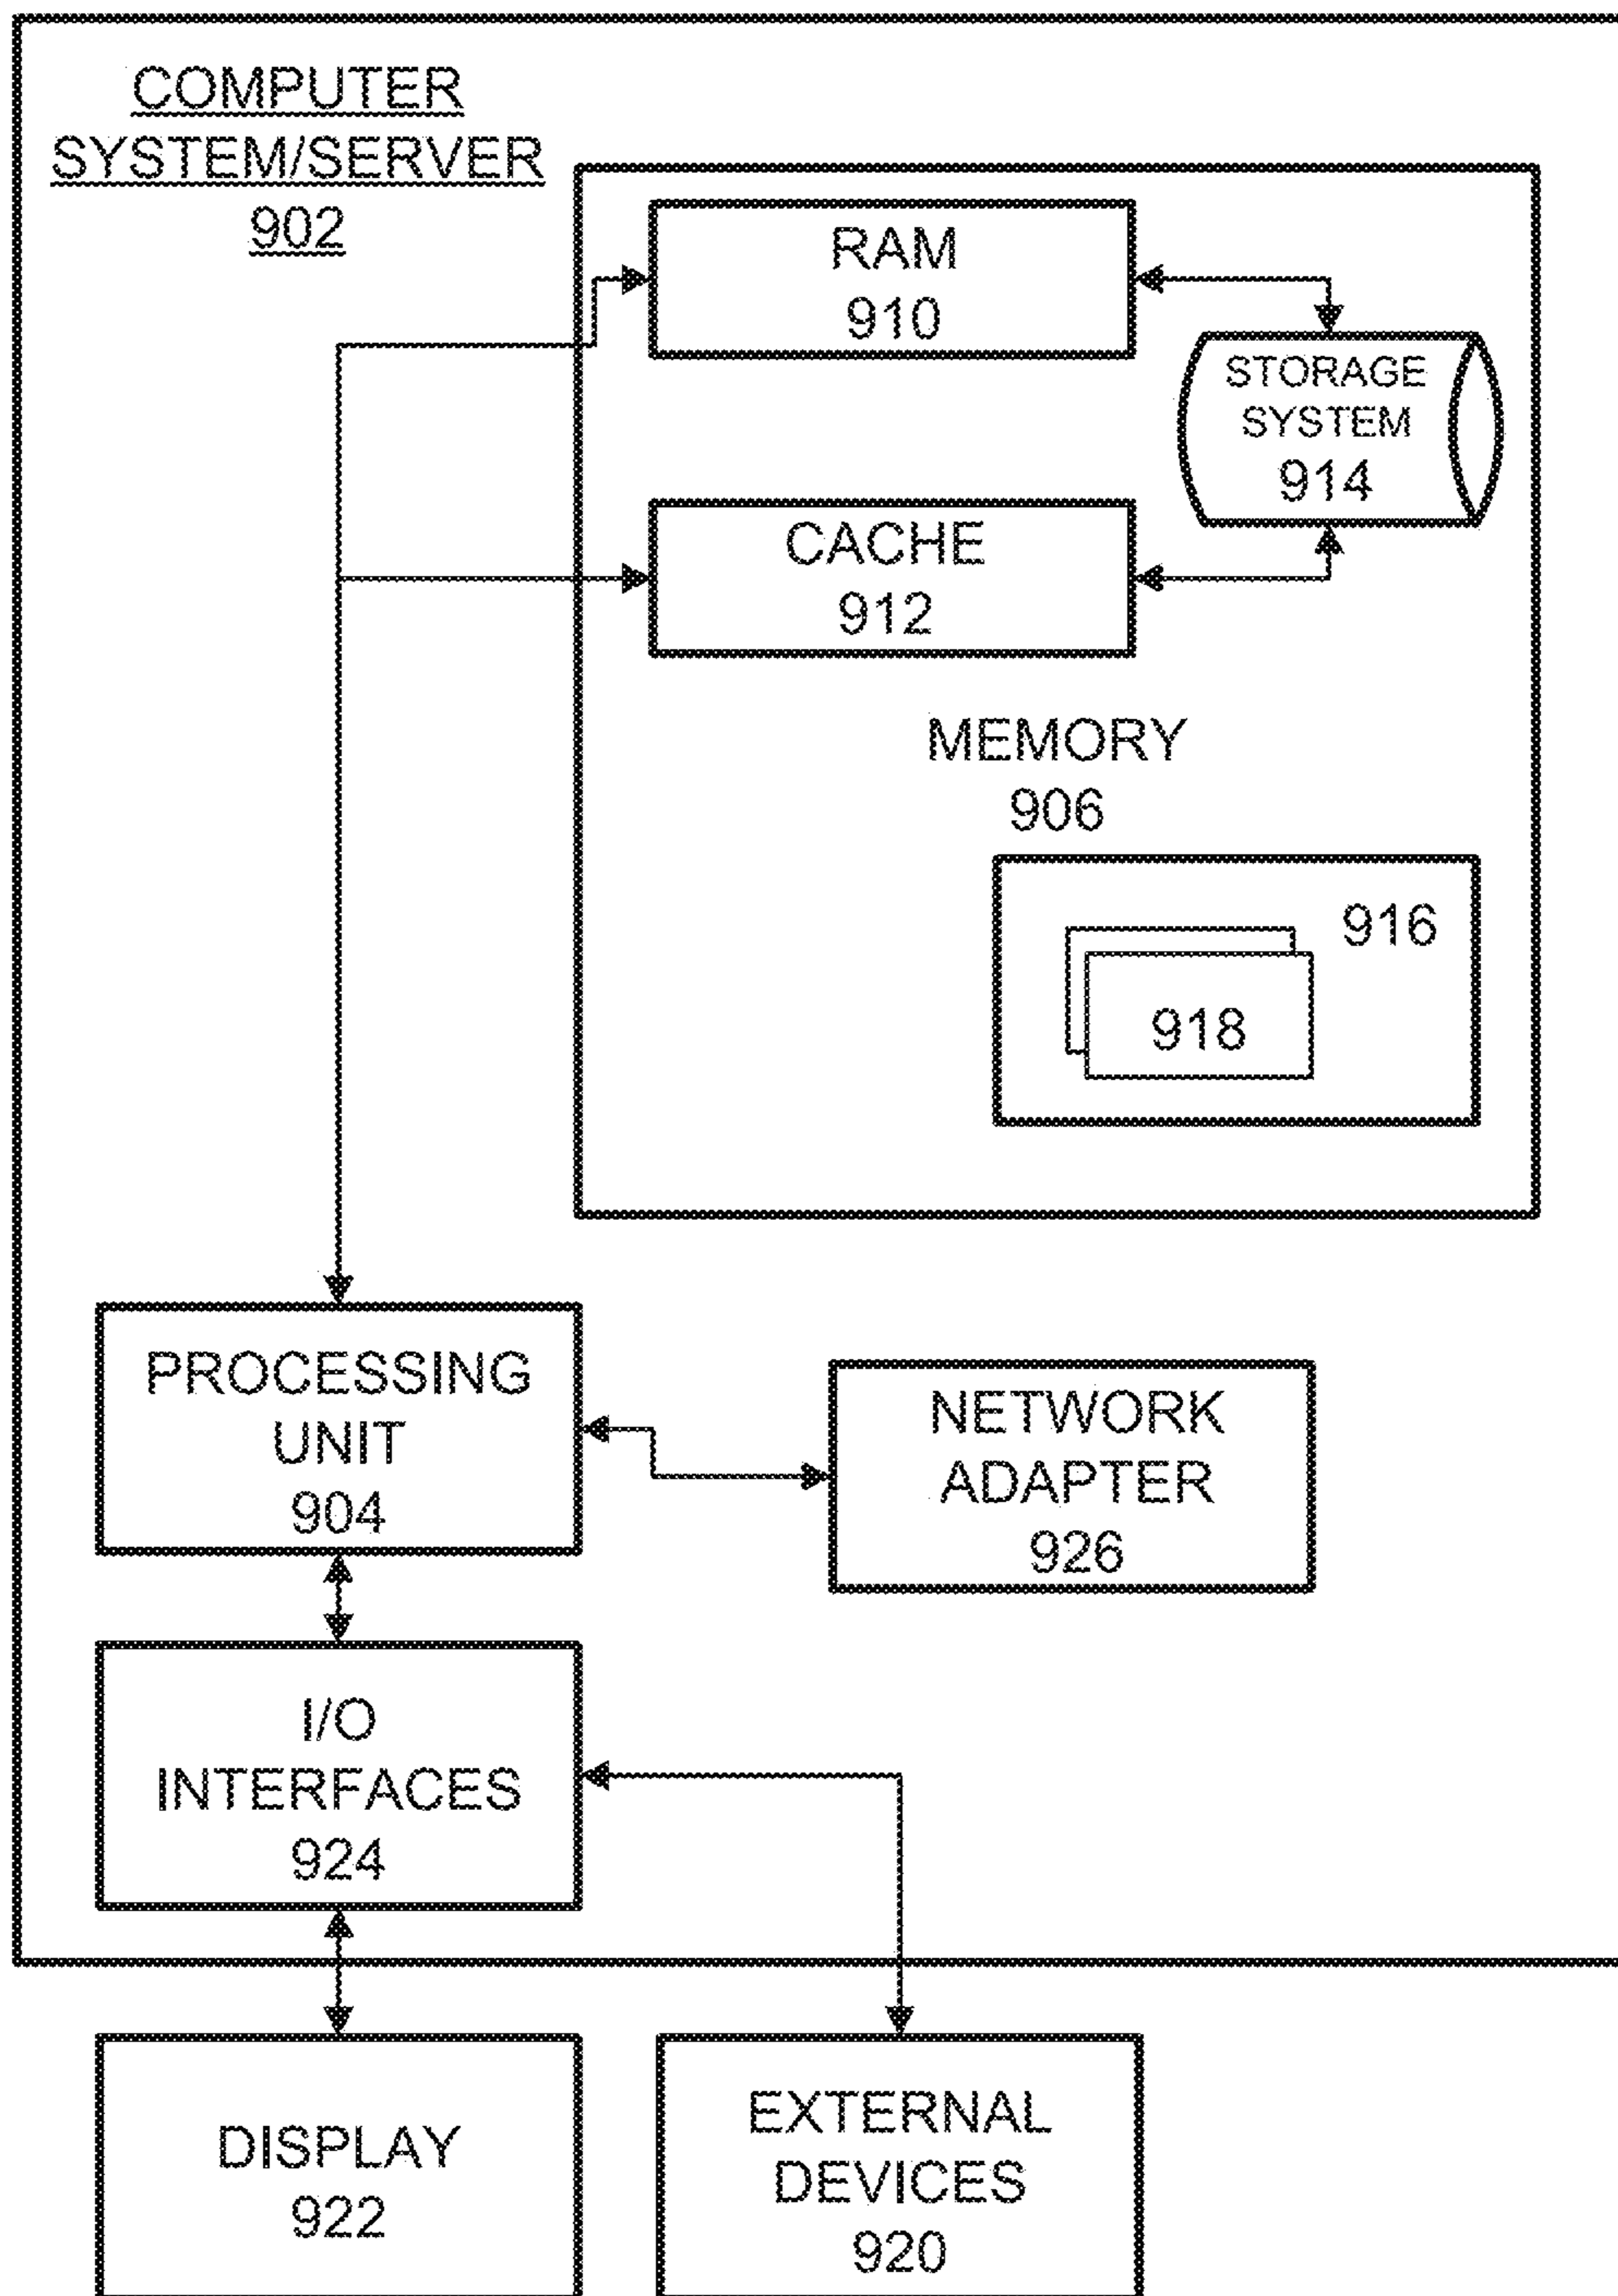 COMPUTER
SYSTEM/SERVER
902
RAM
910
STORAGE
SYSTEM
914
CACHE
912
MEMORY
906
916
918
PROCESSING
UNIT
904
NETWORK
ADAPTER
926
I/O
INTERFACES
924
DISPLAY
922
EXTERNAL
DEVICES
920